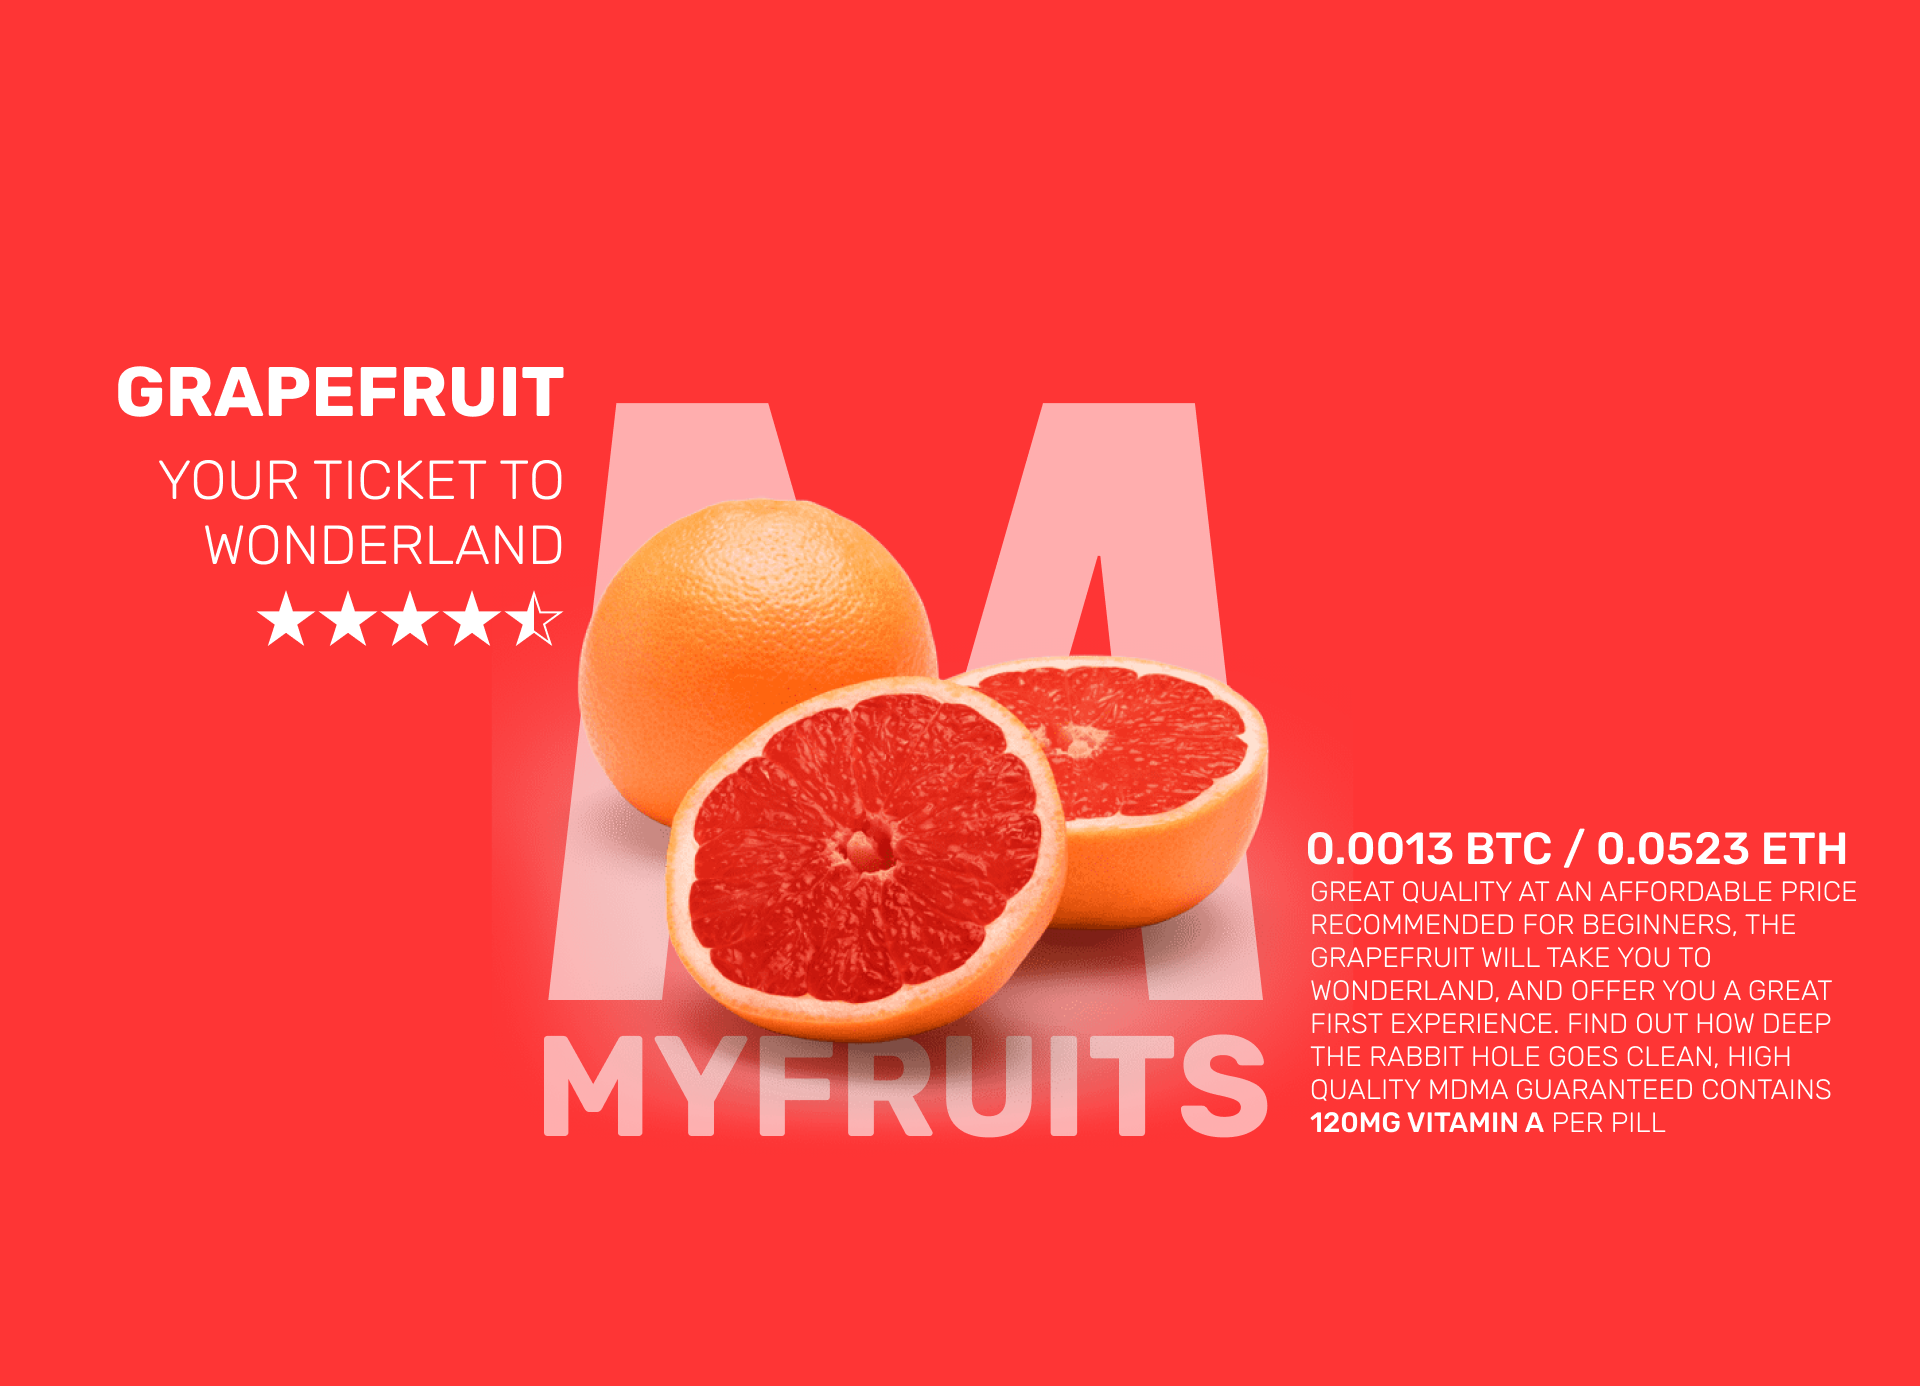 GRAPEFRUIT
YOUR TICKET TO
WONDERLAND
MA
MYFRUITS
0.0013 BTC / 0.0523 ETH
GREAT QUALITY AT AN AFFORDABLE PRICE
RECOMMENDED FOR BEGINNERS, THE
GRAPEFRUIT WILL TAKE YOU TO
WONDERLAND, AND OFFER YOU A GREAT
FIRST EXPERIENCE. FIND OUT HOW DEEP
THE RABBIT HOLE GOES CLEAN, HIGH
QUALITY MDMA GUARANTEED CONTAINS
120MG VITAMIN A PER PILL